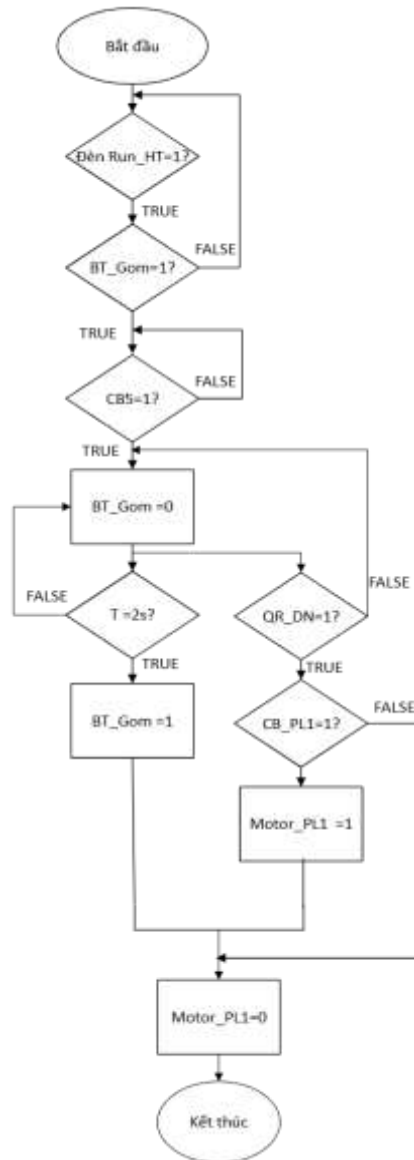 Bắt đầu
Đèn Run_HT=1?
TRUE
BT_Gom=1?
FALSE
TRUE
CB5=1?
FALSE
TRUE
BT_Gom =0
FALSE
T =2s?
QR_DN=1?
FALSE
TRUE
TRUE
BT_Gom =1
CB_PL1=1?
FALSE
Motor_PL1 =1
Motor_PL1=0
Kết thúc